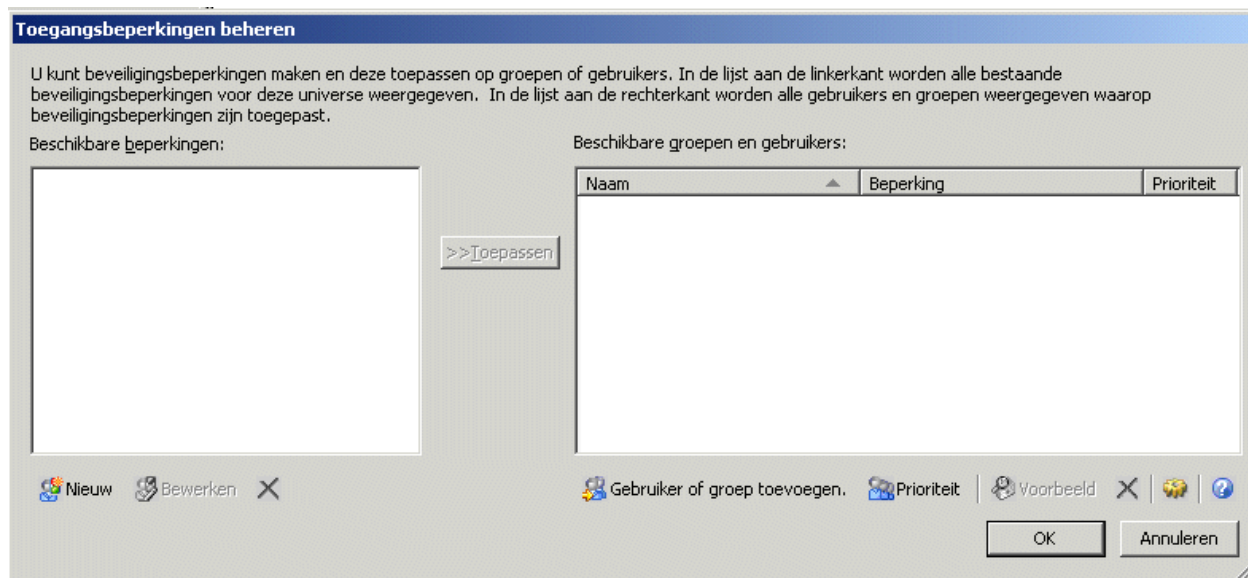 Toegangsbeperkingen beheren
U kunt beveiligingsbeperkingen maken en deze toepassen op groepen of gebruikers. In de lijst aan de linkerkant worden alle bestaande
beveiligingsbeperkingen voor deze universe weergegeven. In de lijst aan de rechterkant worden alle gebruikers en groepen weergegeven waarop
beveiligingsbeperkingen zijn toegepast.
Beschikbare beperkingen:
Beschikbare groepen en gebruikers:
Naam Beperking Prioriteit
>>Toepassen
Nieuw Bewerken
Gebruiker of groep toevoegen. Prioriteit Voorbeeld
OK Annuleren